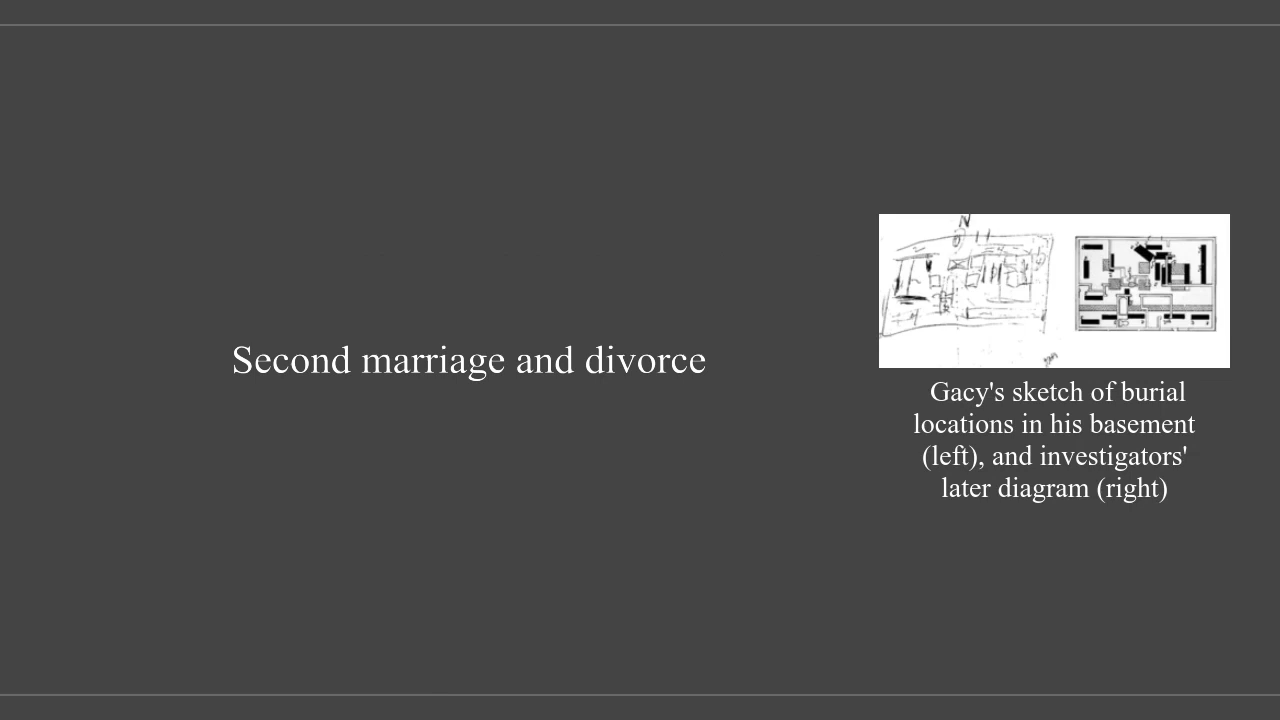 Second marriage and divorce
N
Gacy's sketch of burial
locations in his basement
(left), and investigators'
later diagram (right)